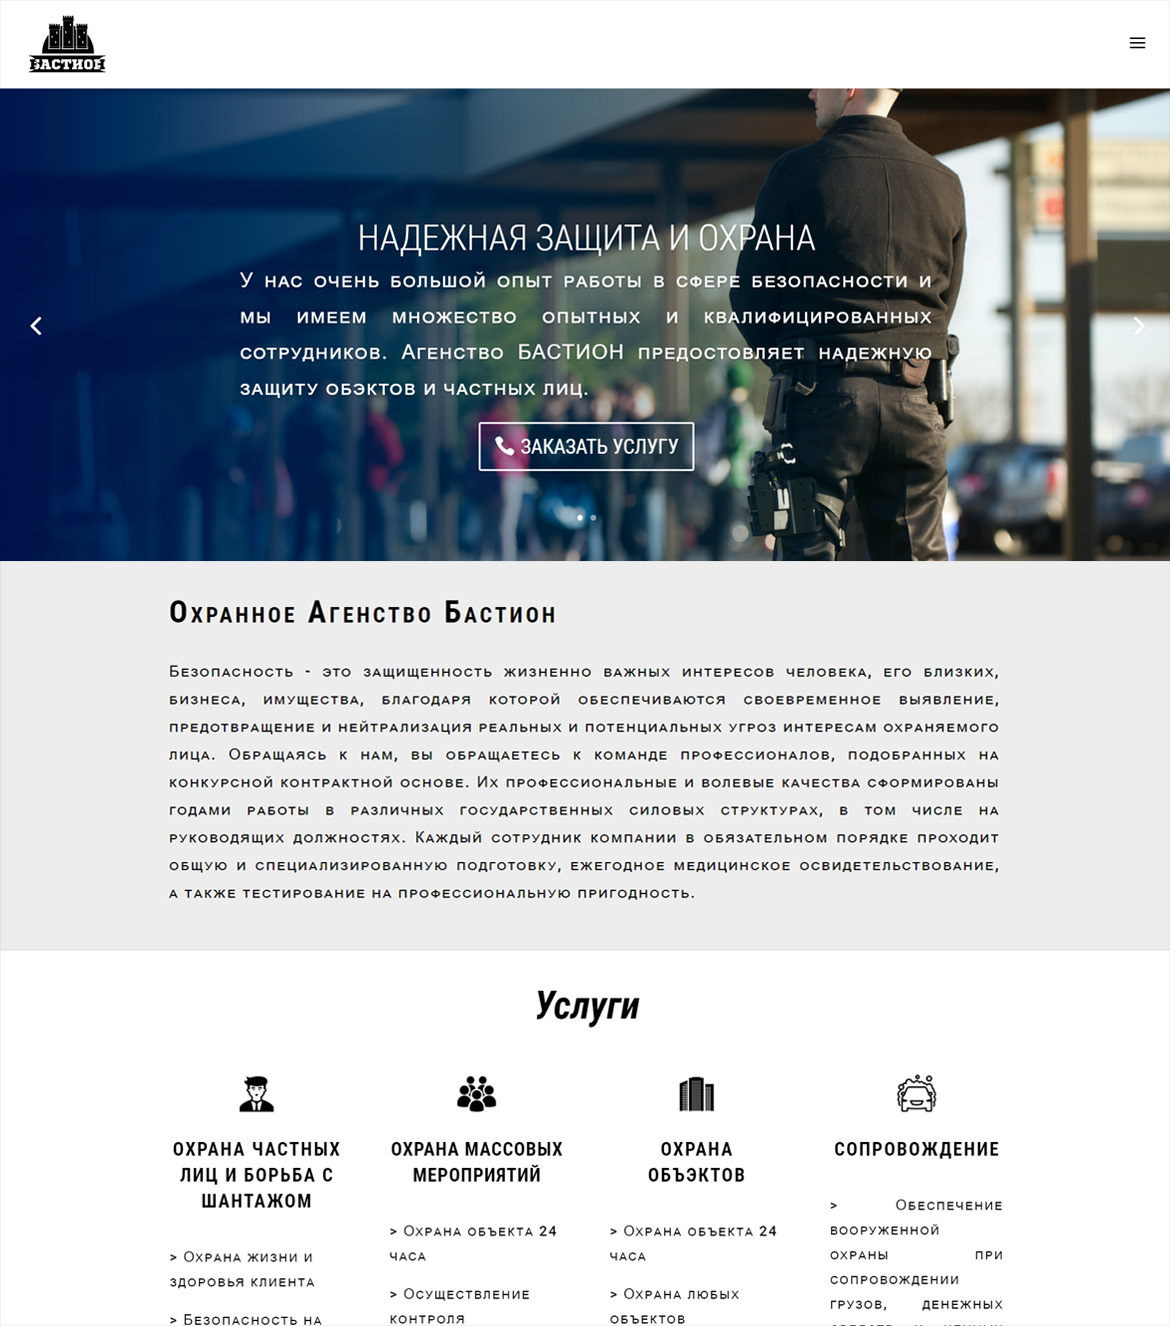 БАСТИОН
НАДЕЖНАЯ ЗАЩИТА И ОХРАНА
У нас очень большой опыт работы в сфере безопасности и
мы имеем множество опытных и квалифицированных
сотрудников. Агенство БАСТИОН предостовляет надежную
защиту обэктов и частных лиц.
ЗАКАЗАТЬ УСЛУГУ
Охранное Агенство Бастион
Безопасность - это защищенность жизненно важных интересов человека, его близких,
бизнеса, имущества, благодаря которой обеспечиваются своевременное выявление,
предотвращение и нейтрализация реальных и потенциальных угроз интересам охраняемого
лица. Обращаясь к нам, вы обращаетесь к команде профессионалов, подобранных на
конкурсной контрактной основе. Их профессиональные и волевые качества сформированы
годами работы в различных государственных силовых структурах, в том числе на
руководящих должностях. Каждый сотрудник компании в обязательном порядке проходит
общую и специализированную подготовку, ежегодное медицинское освидетельствование,
а также тестирование на профессиональную пригодность.
Услуги
ОХРАНА ЧАСТНЫХ
ЛИЦ И БОРЬБА С
ШАНТАЖОМ
> Охрана жизни и
здоровья клиента
> Безопасность на
ОХРАНА МАССОВЫХ
МЕРОПРИЯТИЙ
> Охрана объекта 24
часа
> Осуществление
контроля
ОХРАНА
ОБЪЭКТОВ
> Охрана объекта 24
часа
> Охрана любых
объектов
СОПРОВОЖДЕНИЕ
> Обеспечение
вооруженной
охраны при
сопровождении
грузов, денежных